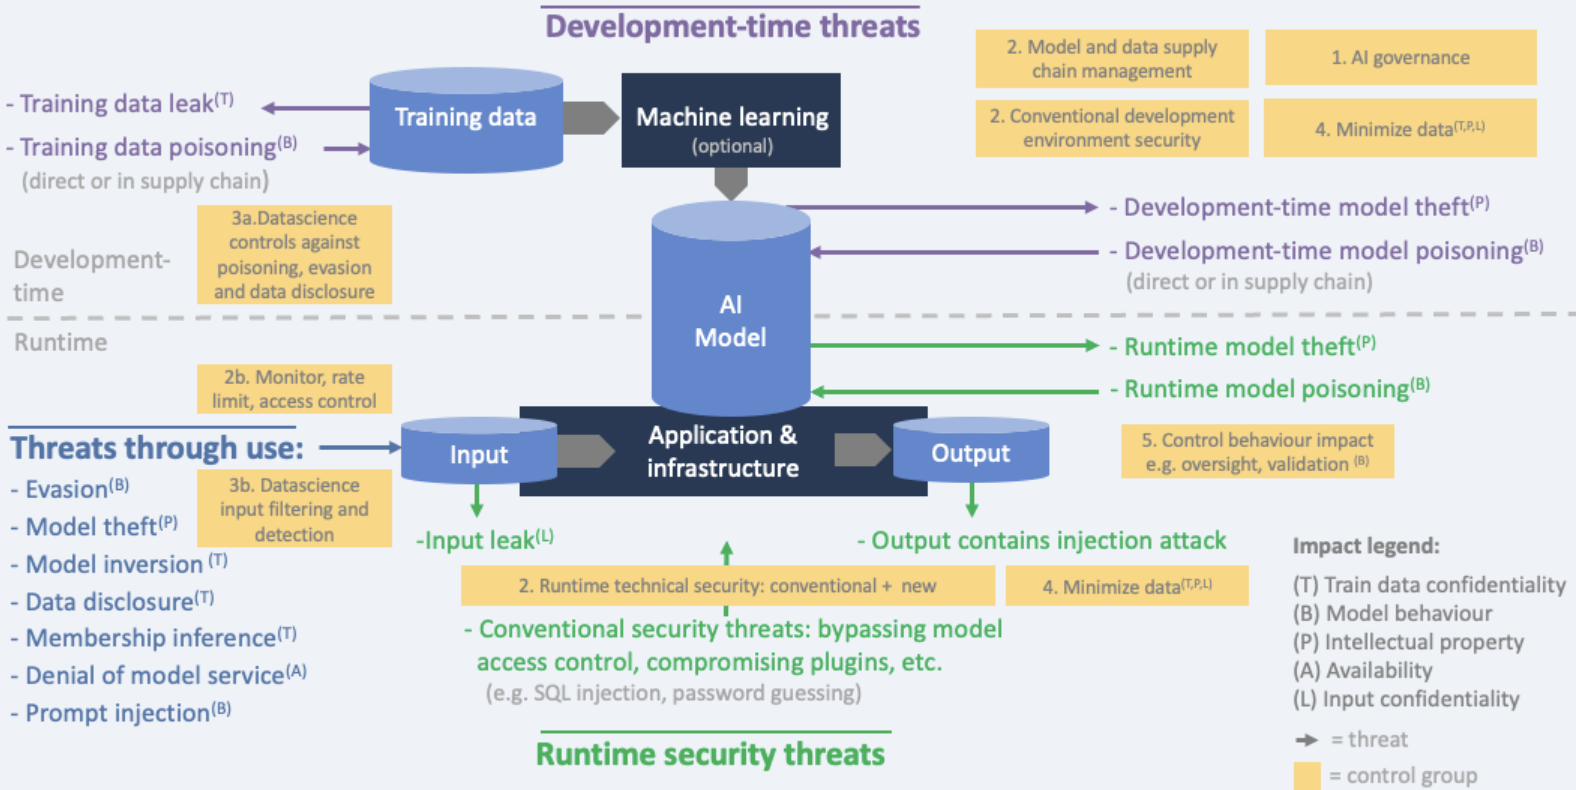 Development-time threats
2. Model and data supply
chain management
1. AI governance
- Training data leak(T)
Training data
Machine learning
(optional)
2. Conventional development
environment security
4. Minimize data(T,P,L)
- Training data poisoning(B)
(direct or in supply chain)
3a.Datascience
controls against
poisoning, evasion
and data disclosure
- Development-time model theft(P)
- Development-time model poisoning(B)
(direct or in supply chain)
Development-
time
AI
Model
Runtime
- Runtime model theft(P)
- Runtime model poisoning(B)
2b. Monitor, rate
limit, access control
Threats through use:
Input
Application &
infrastructure
Output
5. Control behaviour impact
e.g. oversight, validation (B)
- Evasion(B)
- Model theft(P)
- Model inversion (T)
- Data disclosure(T)
- Membership inference(T)
- Denial of model service(A)
- Prompt injection(B)
3b. Datascience
input filtering and
detection
-Input leak(L)
- Output contains injection attack
2. Runtime technical security: conventional + new
4. Minimize data(T,P,L)
- Conventional security threats: bypassing model
access control, compromising plugins, etc.
(e.g. SQL injection, password guessing)
Runtime security threats
Impact legend:
(T) Train data confidentiality
(B) Model behaviour
(P) Intellectual property
(A) Availability
(L) Input confidentiality
= threat
= control group